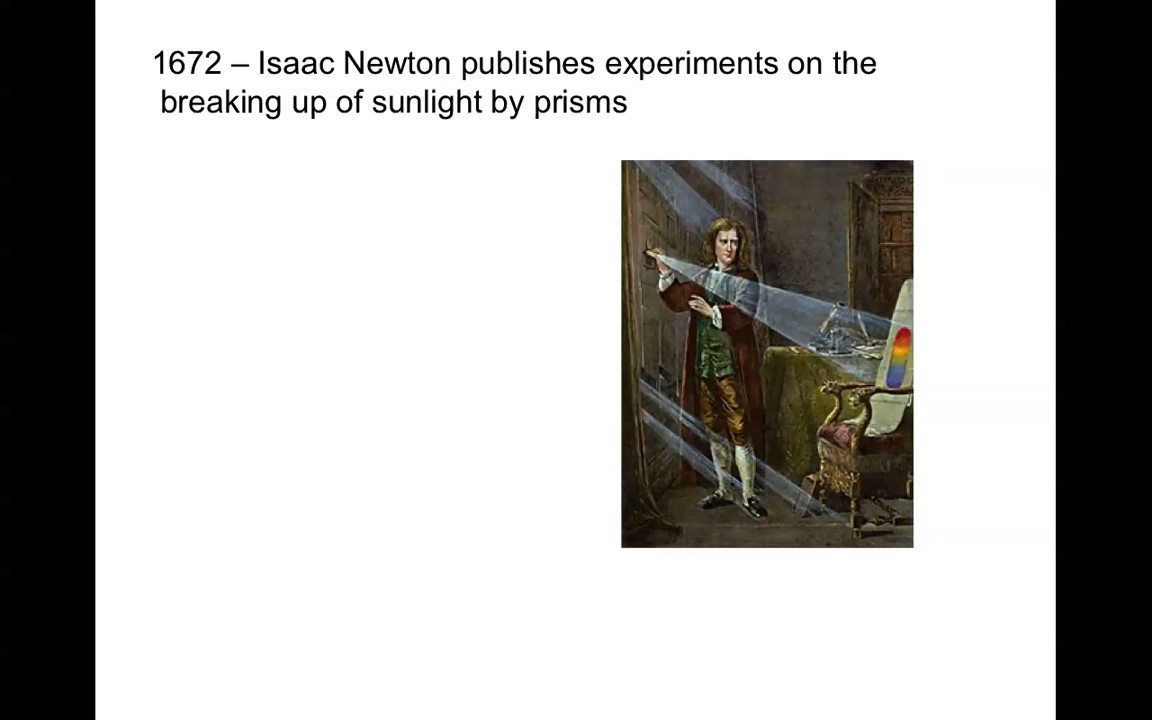 1672 – Isaac Newton publishes experiments on the
breaking up of sunlight by prisms